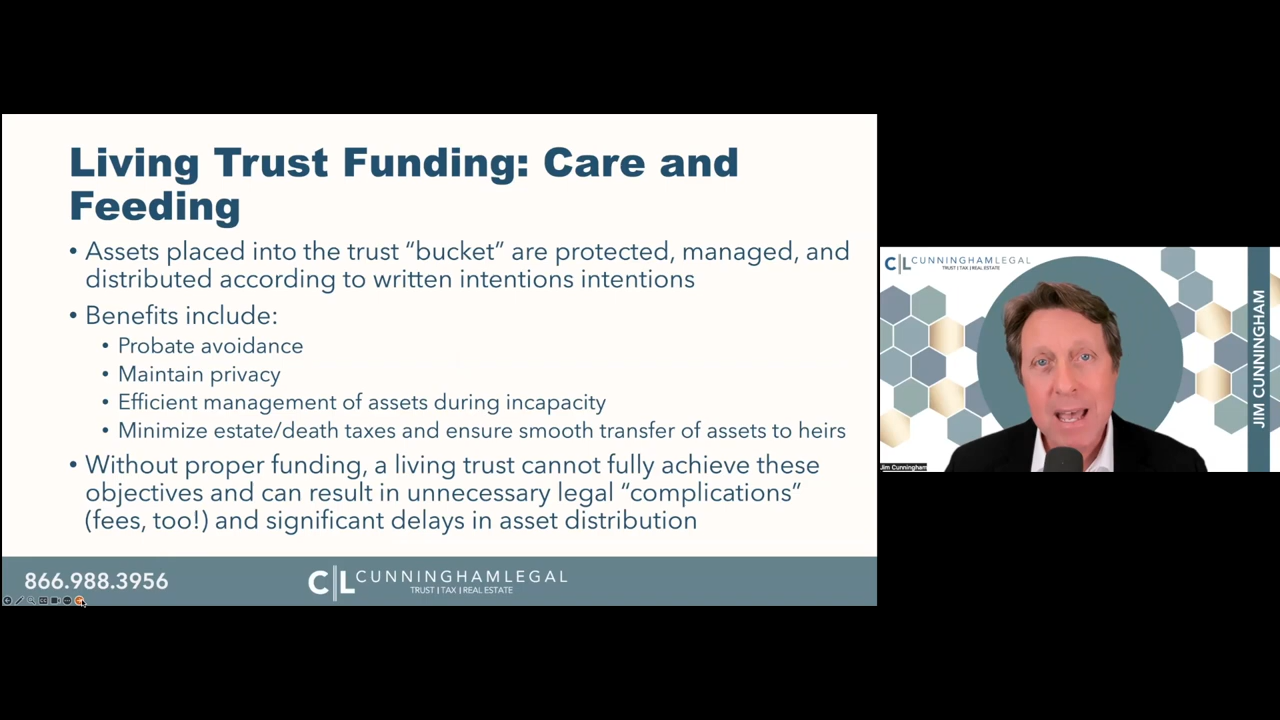 Living Trust Funding: Care and
Feeding
• Assets placed into the trust “bucket” are protected, managed, and
distributed according to written intentions intentions
• Benefits include:
• Probate avoidance
• Maintain privacy
• Efficient management of assets during incapacity
• Minimize estate/death taxes and ensure smooth transfer of assets to heirs
• Without proper funding, a living trust cannot fully achieve these
objectives and can result in unnecessary legal “complications”
(fees, too!) and significant delays in asset distribution
866.988.3956
C|L CUNNINGHAMLEGAL
TRUST | TAX | REAL ESTATE
C|L CUNNINGHAMLEGAL
TRUST | TAX | REAL ESTATE
JIM CUNNINGHAM
Jim Cunningham